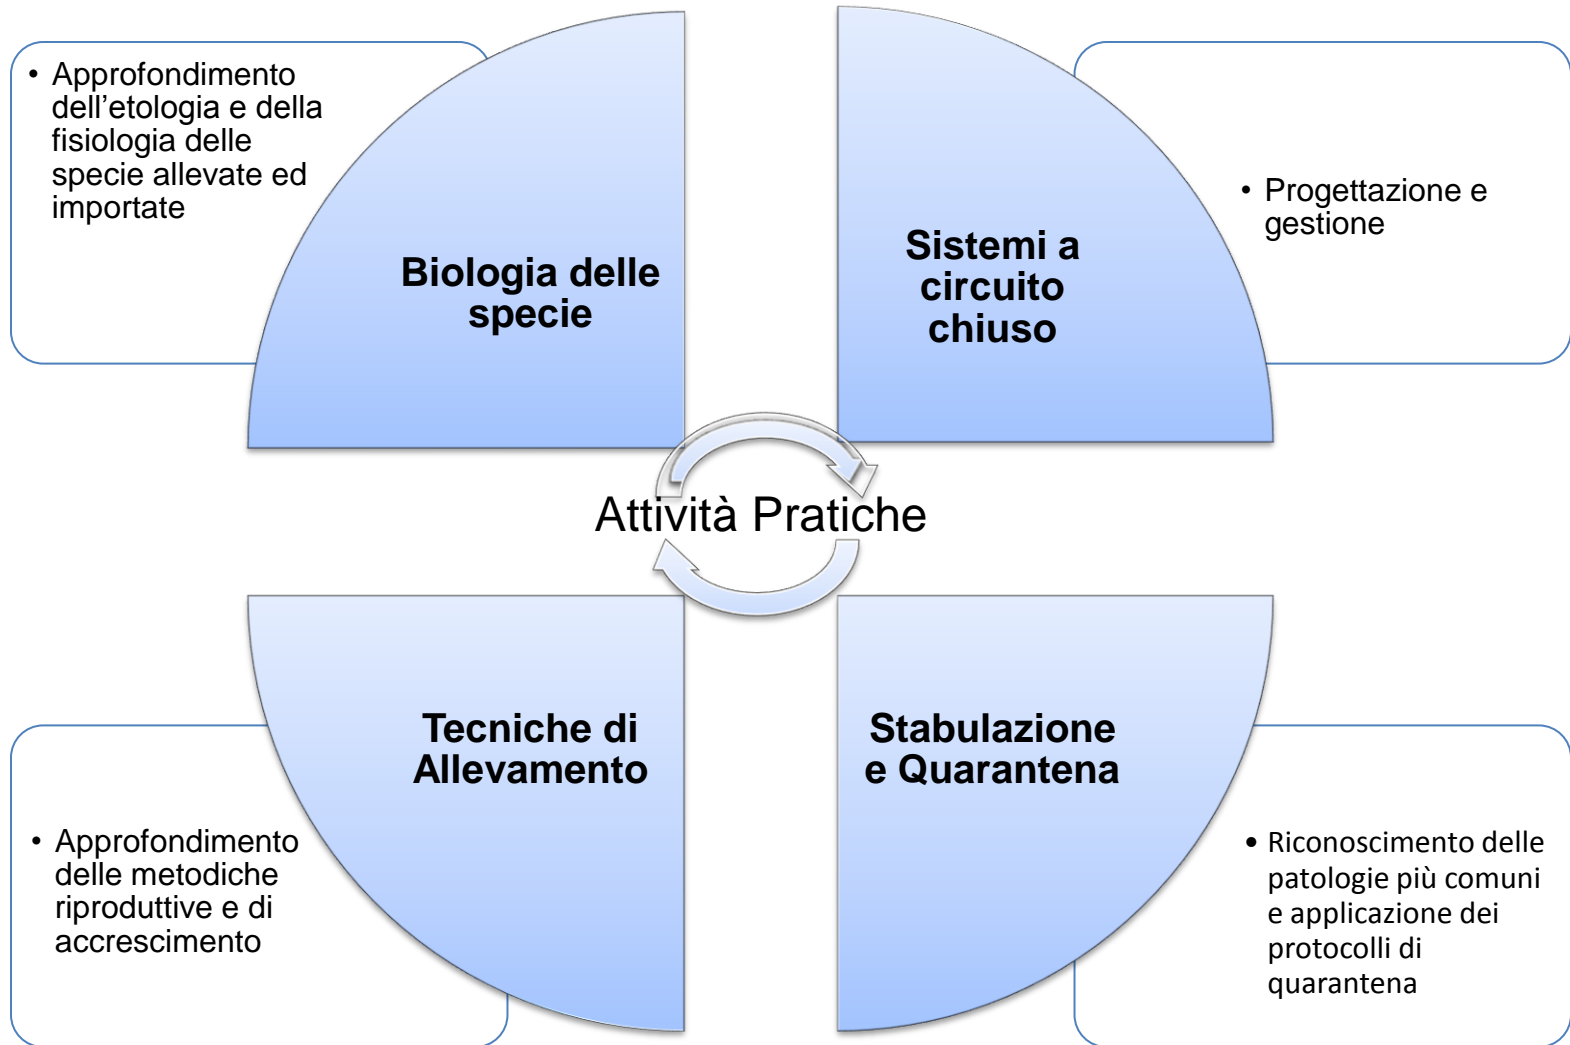 • Approfondimento
dell’etologia e della
fisiologia delle
specie allevate ed
importate
Biologia delle
specie
Sistemi a
circuito
chiuso
• Progettazione e
gestione
Attività Pratiche
Tecniche di
Allevamento
• Approfondimento
delle metodiche
riproduttive e di
accrescimento
Stabulazione
e Quarantena
• Riconoscimento delle
patologie più comuni
e applicazione dei
protocolli di
quarantena